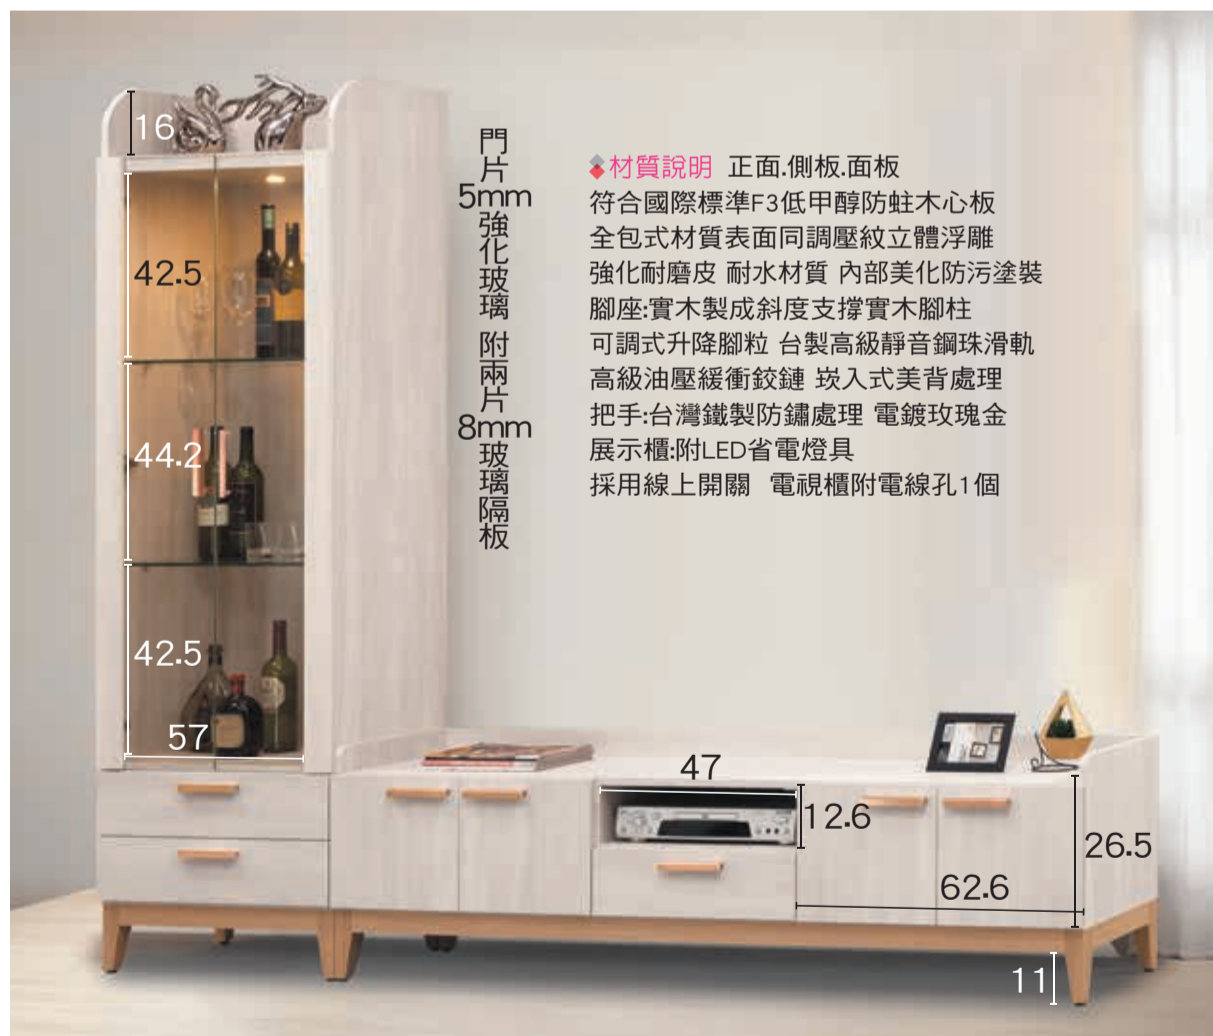 16
42.5
44.2
42.5
57
門片5mm強化玻璃 附兩片8mm玻璃隔板
材質說明 正面.側板.面板
符合國際標準F3低甲醇防蛀木心板
全包式材質表面同調壓紋立體浮雕
強化耐磨皮 耐水材質 內部美化防污塗裝
腳座:實木製成斜度支撐實木腳柱
可調式升降腳粒 台製高級靜音鋼珠滑軌
高級油壓緩衝鉸鏈 崁入式美背處理
把手:台灣鐵製防鏽處理 電鍍玫瑰金
展示櫃:附LED省電燈具
採用線上開關 電視櫃附電線孔1個
47
12.6
26.5
62.6
11